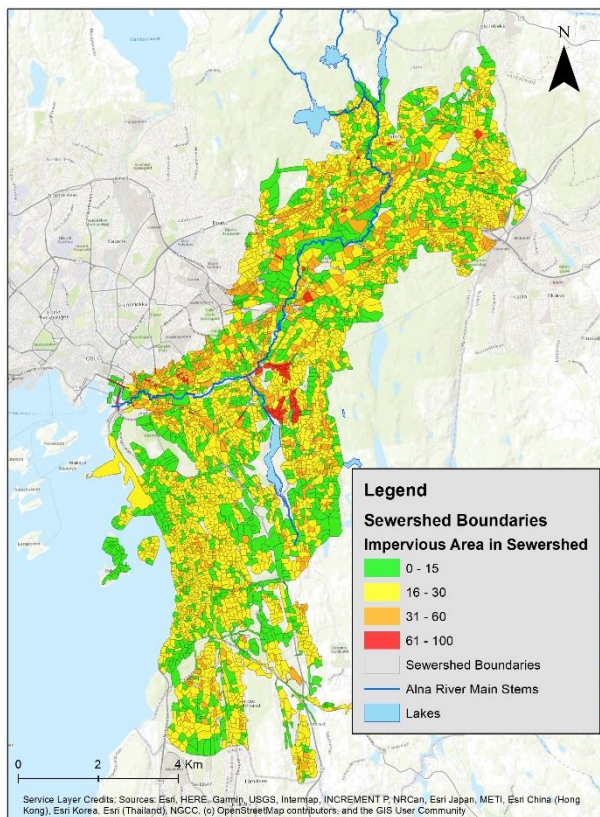 N
OSLO
Legend
Sewershed Boundaries
Impervious Area in Sewershed
0 - 15
16 - 30
31 - 60
61 - 100
Sewershed Boundaries
Alna River Main Stems
Lakes
0 2 4 Km
Service Layer Credits: Sources: Esri, HERE, Garmin, USGS, Intermap, INCREMENT P, NRCan, Esri Japan, METI, Esri China (Hong
Kong), Esri Korea, Esri (Thailand), NGCC, (c) OpenStreetMap contributors, and the GIS User Community